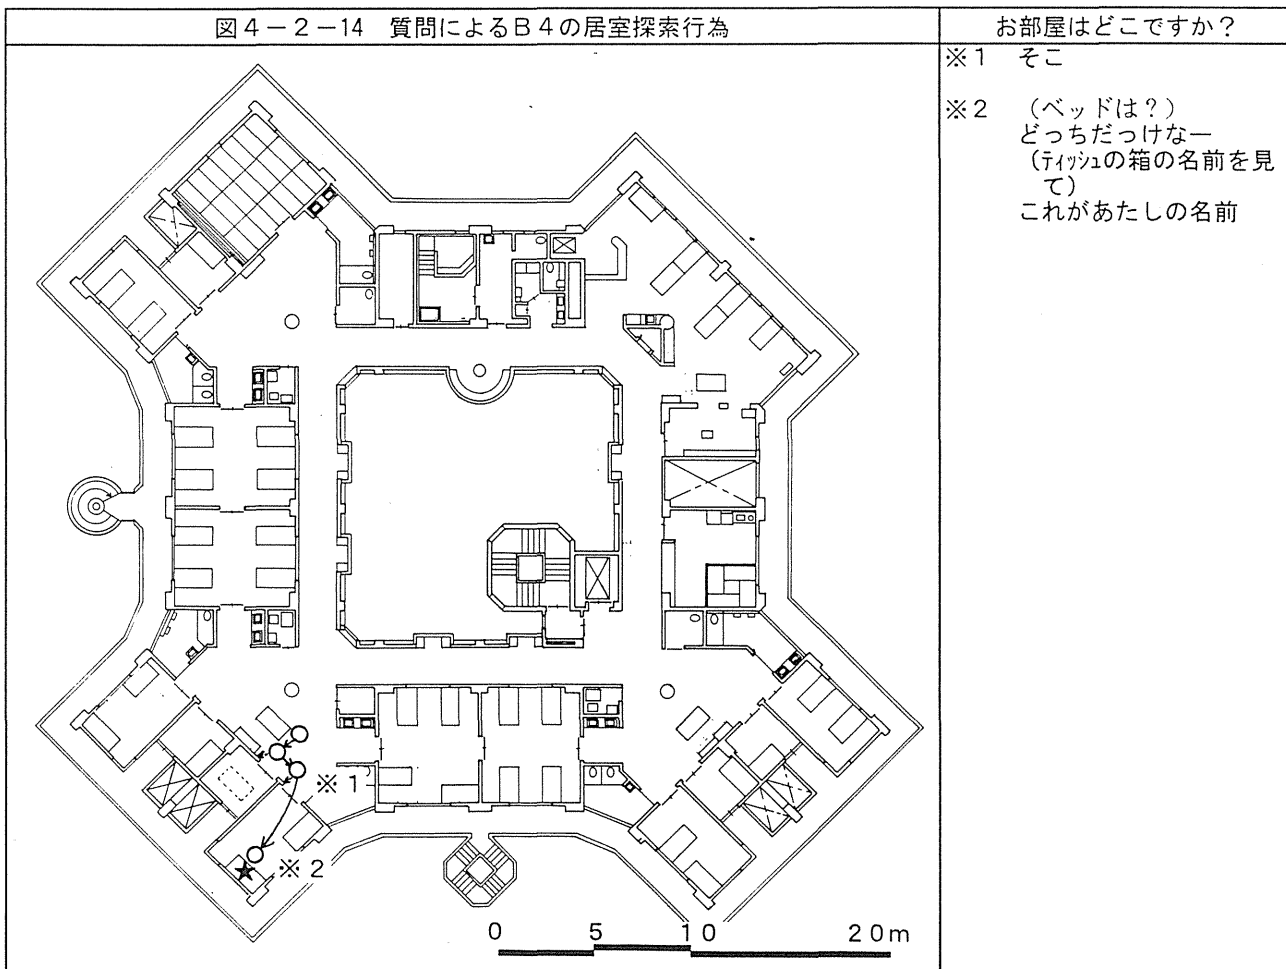 図4-2-14 質問によるB4の居室探索行為
お部屋はどこですか?
※1 そこ
※2 (ベッドは?)
どっちだっけなー
(ティッシュの箱の名前を見
て)
これがあたしの名前
※1
※2
0 5 10 20m